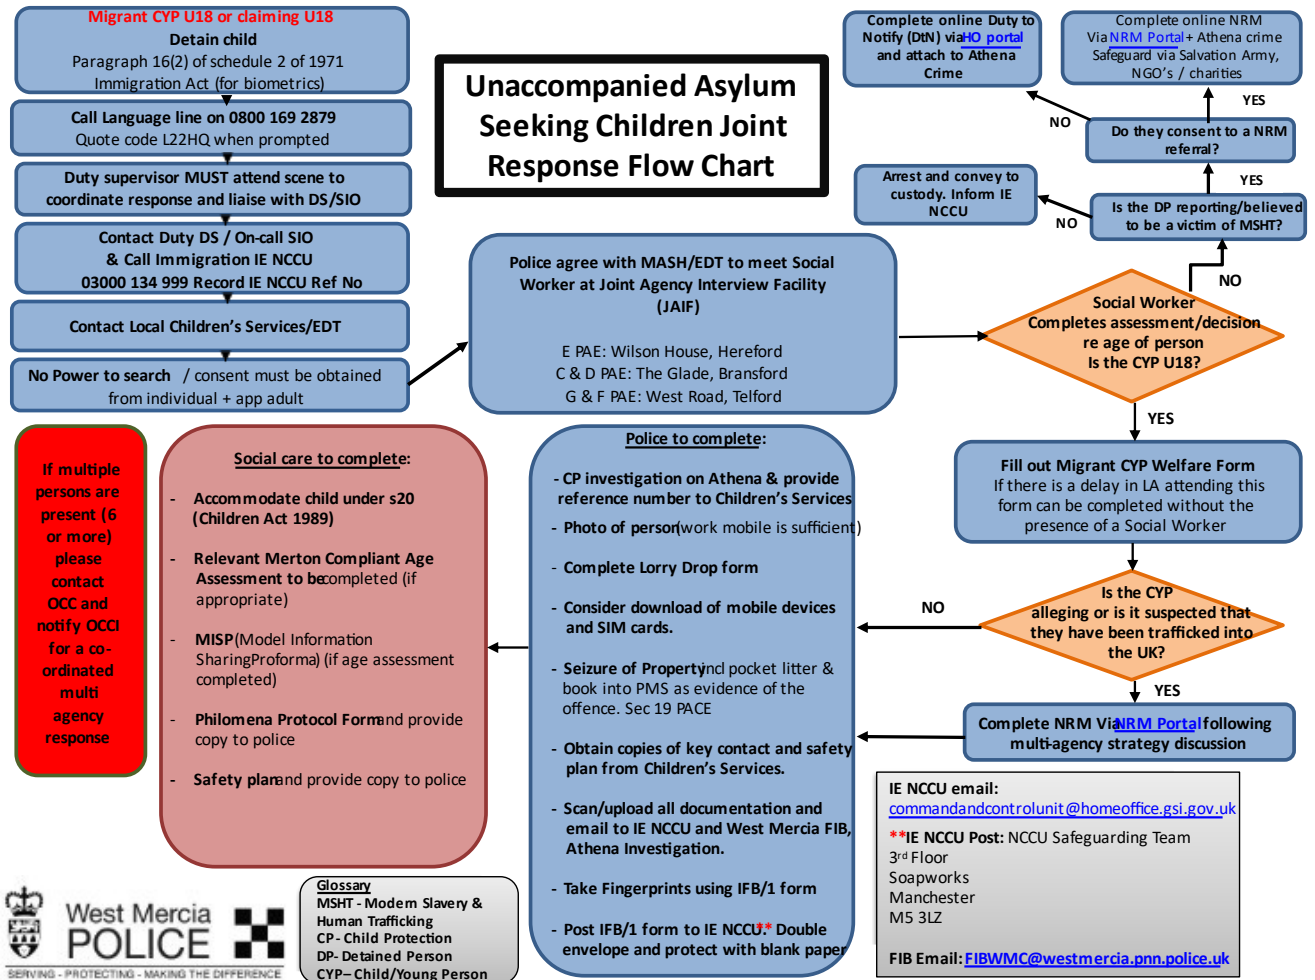 Migrant CYP U18 or claiming U18
Detain child
Paragraph 16(2) of schedule 2 of 1971
Immigration Act (for biometrics)
Call Language line on 0800 169 2879
Quote code L22HQ when prompted
Duty supervisor MUST attend scene to
coordinate response and liaise with DS/SIO
Contact Duty DS / On-call SIO
& Call Immigration IE NCCU
03000 134 999 Record IE NCCU Ref No
Contact Local Children's Services/EDT
No Power to search / consent must be obtained
from individual + app adult
Unaccompanied Asylum
Seeking Children Joint
Response Flow Chart
Police agree with MASH/EDT to meet Social
Worker at Joint Agency Interview Facility
(JAIF)
E PAE: Wilson House, Hereford
C & D PAE: The Glade, Bransford
G & F PAE: West Road, Telford
Complete online Duty to
Notify (DtN) via HO portal
and attach to Athena
Crime
Complete online NRM
Via NRM Portal + Athena crime
Safeguard via Salvation Army,
NGO's / charities
YES
NO
Do they consent to a NRM
referral?
YES
Arrest and convey to
custody. Inform IE
NCCU
NO
Is the DP reporting/believed
to be a victim of MSHT?
NO
Social Worker
Completes assessment/decision
re age of person
Is the CYP U18?
YES
Fill out Migrant CYP Welfare Form
If there is a delay in LA attending this
form can be completed without the
presence of a Social Worker
Is the CYP
alleging or is it suspected that
they have been trafficked into
the UK?
NO
YES
Complete NRM Via NRM Portal following
multi-agency strategy discussion
Police to complete:
- CP investigation on Athena & provide
reference number to Children's Services
- Photo of person (work mobile is sufficient)
- Complete Lorry Drop form
- Consider download of mobile devices
and SIM cards.
- Seizure of Property incl pocket litter &
book into PMS as evidence of the
offence. Sec 19 PACE
- Obtain copies of key contact and safety
plan from Children's Services.
- Scan/upload all documentation and
email to IE NCCU and West Mercia FIB,
Athena Investigation.
- Take Fingerprints using IFB/1 form
- Post IFB/1 form to IE NCCU.** Double
envelope and protect with blank paper
Social care to complete:
- Accommodate child under s20
(Children Act 1989)
- Relevant Merton Compliant Age
Assessment to be completed (if
appropriate)
- MISP (Model Information
Sharing Proforma) (if age assessment
completed)
- Philomena Protocol Form and provide
copy to police
- Safety plan and provide copy to police
If multiple
persons are
present (6
or more)
please
contact
OCC and
notify OCCI
for a co-
ordinated
multi
agency
response
IE NCCU email:
commandandcontrolunit@homeoffice.gsi.gov.uk
**IE NCCU Post: NCCU Safeguarding Team
3rd Floor
Soapworks
Manchester
M5 3LZ
FIB Email: FIBWMC@westmercia.pnn.police.uk
Glossary
MSHT - Modern Slavery &
Human Trafficking
CP- Child Protection
DP- Detained Person
CYP– Child/Young Person
West Mercia
POLICE
SERVING - PROTECTING - MAKING THE DIFFERENCE